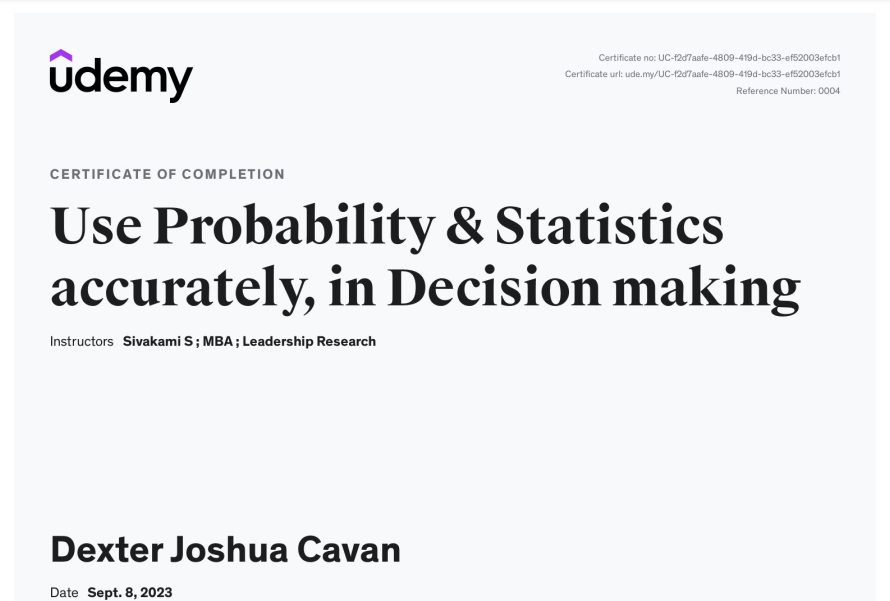 udemy
Certificate no: UC-f2d7aafe-4809-419d-bc33-ef52003efcb1
Certificate url: ude.my/UC-f2d7aafe-4809-419d-bc33-ef52003efcb1
Reference Number: 0004
CERTIFICATE OF COMPLETION
Use Probability & Statistics
accurately, in Decision making
Instructors Sivakami S ; MBA ; Leadership Research
Dexter Joshua Cavan
Date Sept. 8, 2023